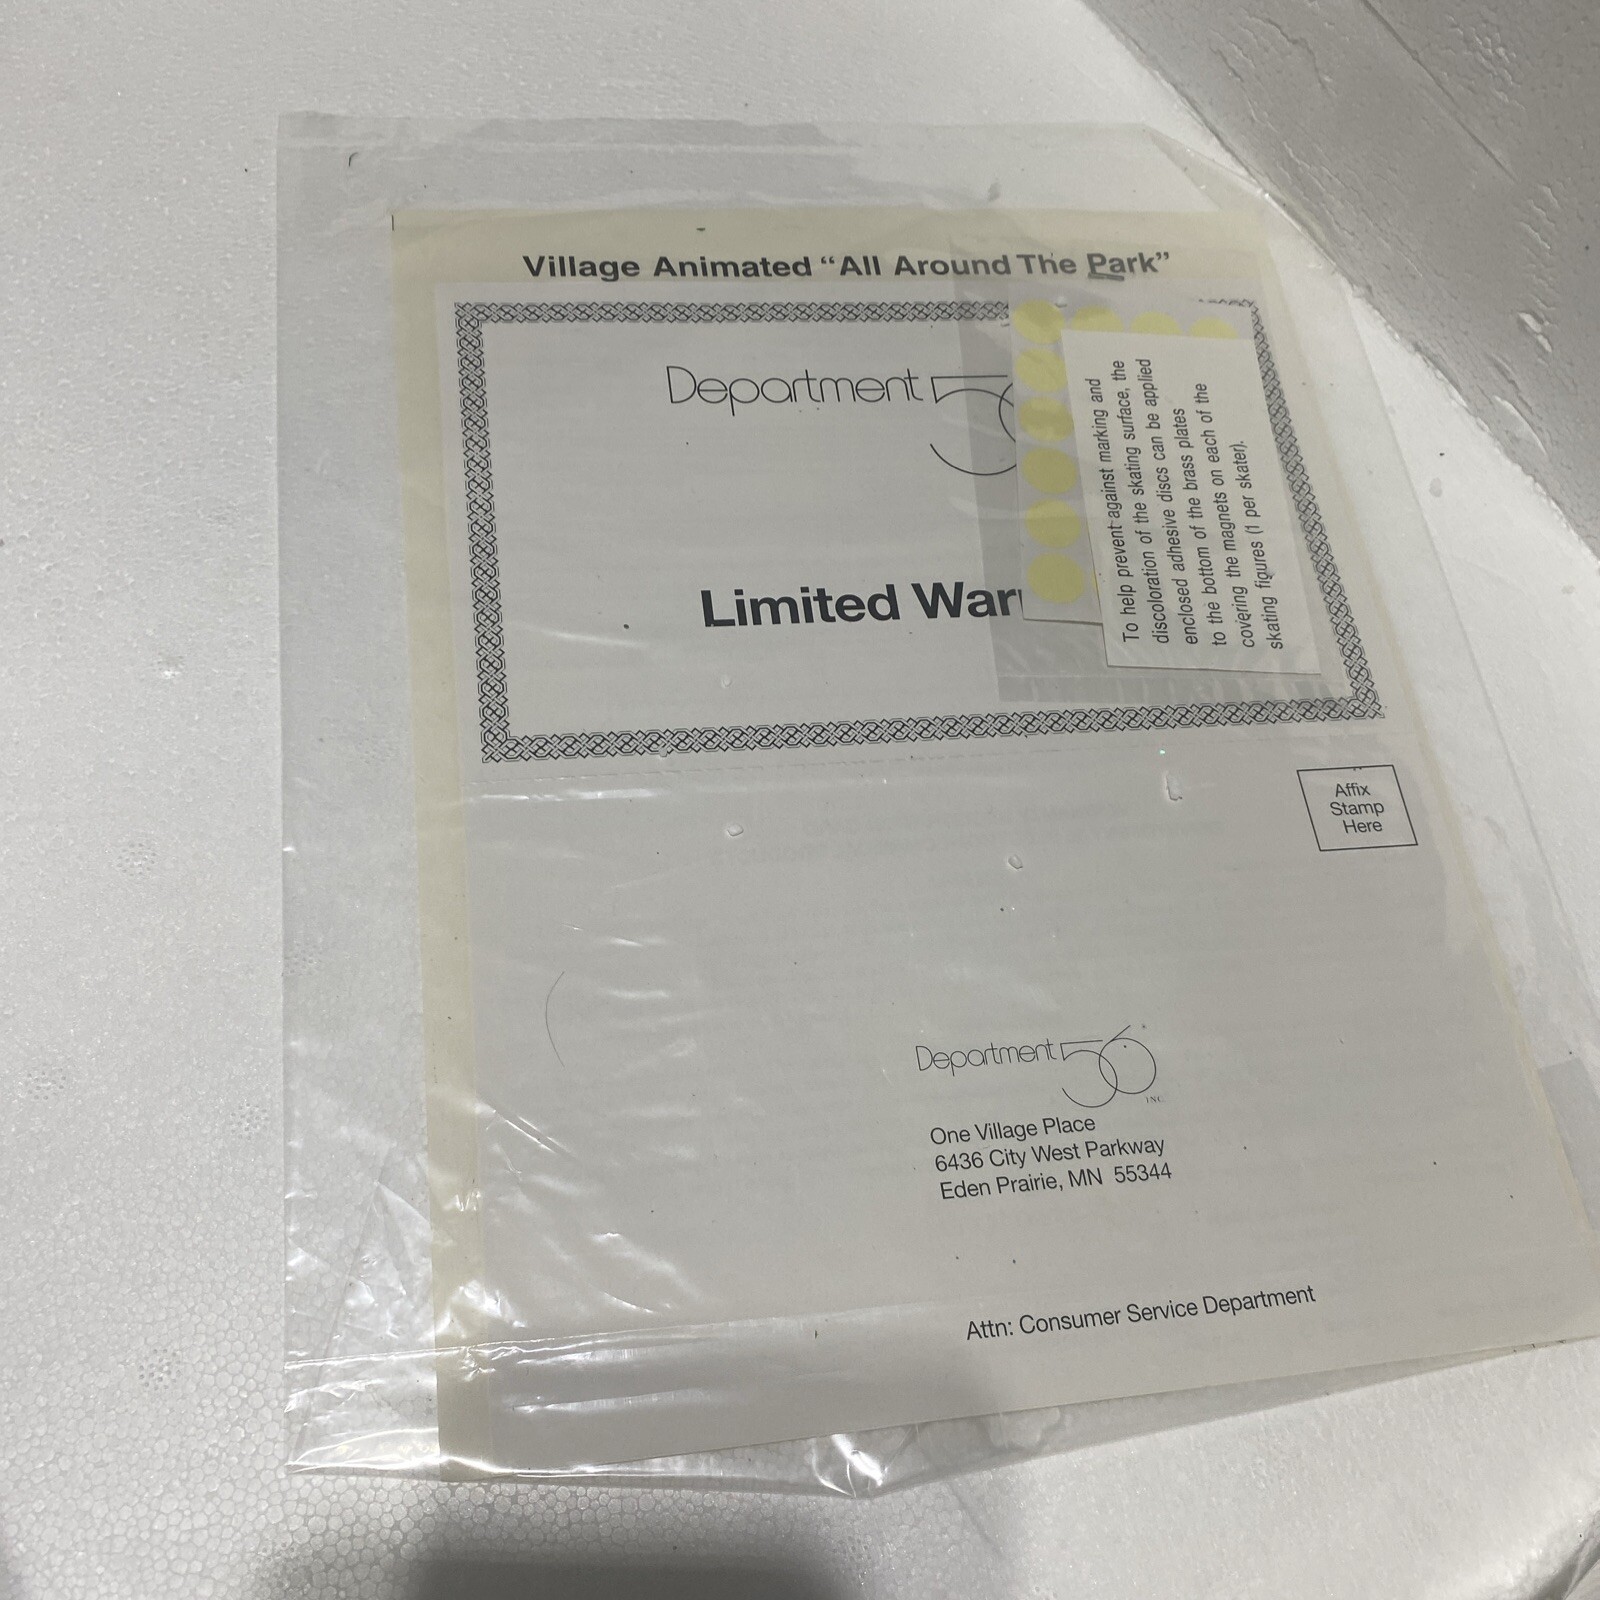 Village Animated “All Around The Park”
Department 56
Limited
To help prevent against marking and
discoloration of the skating surface, the
enclosed adhesive discs can be applied
to the bottom of the brass plates
covering the magnets on each of the
skating figures (1 per skater).
Affix
Stamp
Here
Department 56
INC.
One Village Place
6436 City West Parkway
Eden Prairie, MN 55344
Attn: Consumer Service Department